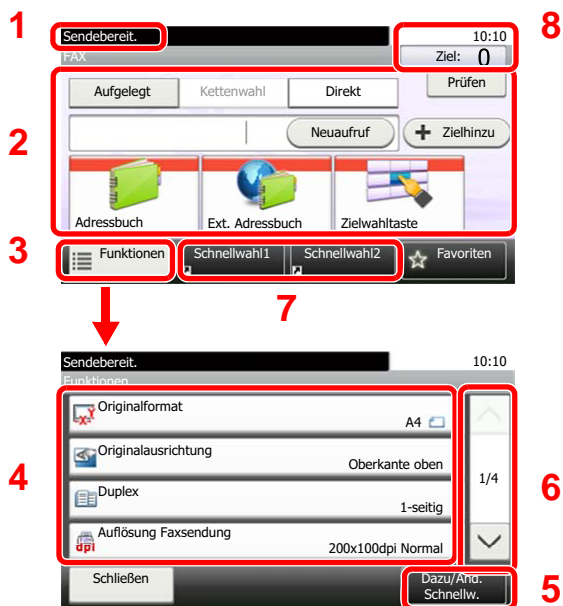 1
Sendebereit.
10:10
8
FAX
Ziel: 0
Aufgelegt
Kettenwahl
Direkt
Prüfen
2
Neuaufruf
+ Zielhinzu
Adressbuch
Ext. Adressbuch
Zielwahltaste
3
Funktionen
Schnellwahl1
Schnellwahl2
Favoriten
7
Sendebereit.
10:10
Funktionen
4
Originalformat
A4
Originalausrichtung
Oberkante oben
Duplex
1-seitig
dpi
Auflösung Faxsendung
200x100dpi Normal
1/4
6
Schließen
Dazu/Änd.
Schnellw.
5